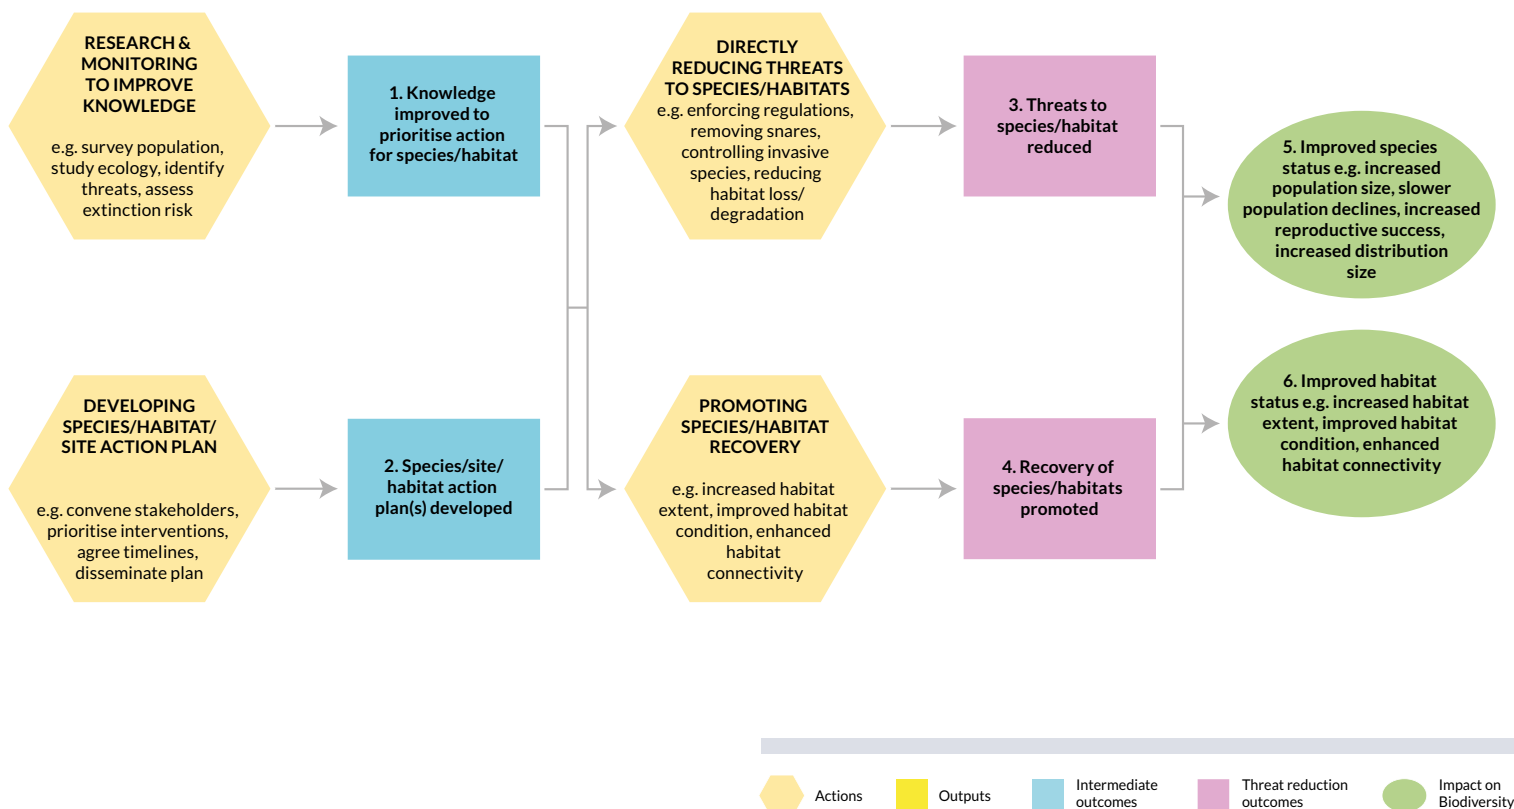 RESEARCH &
MONITORING
TO IMPROVE
KNOWLEDGE
e.g. survey population,
study ecology, identify
threats, assess
extinction risk
1. Knowledge
improved to
prioritise action
for species/habitat
DIRECTLY
REDUCING THREATS
TO SPECIES/HABITATS
e.g. enforcing regulations,
removing snares,
controlling invasive
species, reducing
habitat loss/
degradation
3. Threats to
species/habitat
reduced
5. Improved species
status e.g. increased
population size, slower
population declines, increased
reproductive success,
increased distribution
size
DEVELOPING
SPECIES/HABITAT/
SITE ACTION PLAN
e.g. convene stakeholders,
prioritise interventions,
agree timelines,
disseminate plan
2. Species/site/
habitat action
plan(s) developed
PROMOTING
SPECIES/HABITAT
RECOVERY
e.g. increased habitat
extent, improved habitat
condition, enhanced
habitat
connectivity
4. Recovery of
species/habitats
promoted
6. Improved habitat
status e.g. increased habitat
extent, improved habitat
condition, enhanced
habitat connectivity
Actions
Outputs
Intermediate
outcomes
Threat reduction
outcomes
Impact on
Biodiversity